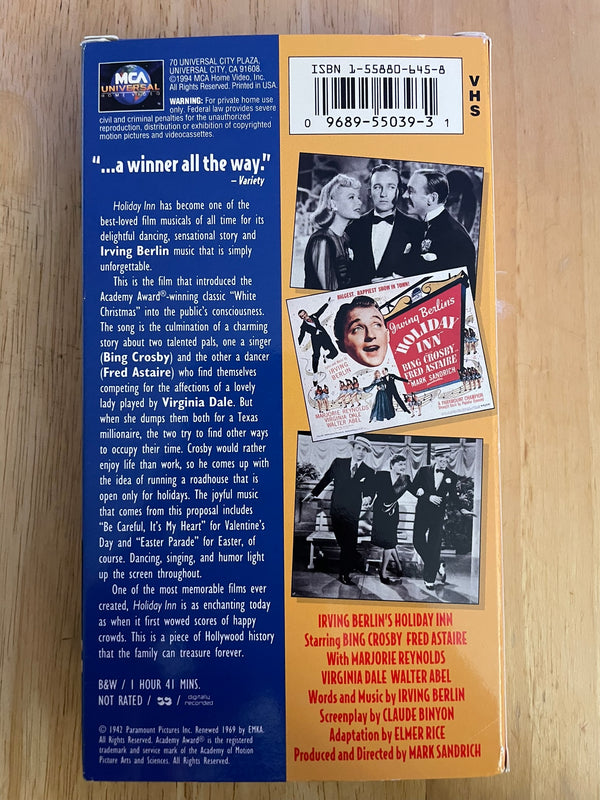 MCA
UNIVERSAL
HOME VIDEO
70 UNIVERSAL CITY PLAZA,
UNIVERSAL CITY, CA 91608.
©1994 MCA Home Video, Inc.
All Rights Reserved. Printed in USA.
WARNING: For private home use
only. Federal law provides severe
civil and criminal penalties for the unauthorized
reproduction, distribution or exhibition of copyrighted
motion pictures and videocassettes.
"...a winner all the way."
– Variety
Holiday Inn has become one of the
best-loved film musicals of all time for its
delightful dancing, sensational story and
Irving Berlin music that is simply
unforgettable.
This is the film that introduced the
Academy Award®-winning classic "White
Christmas" into the public's consciousness.
The song is the culmination of a charming
story about two talented pals, one a singer
(Bing Crosby) and the other a dancer
(Fred Astaire) who find themselves
competing for the affections of a lovely
lady played by Virginia Dale. But
when she dumps them both for a Texas
millionaire, the two try to find other ways
to occupy their time. Crosby would rather
enjoy life than work, so he comes up with
the idea of running a roadhouse that is
open only for holidays. The joyful music
that comes from this proposal includes
"Be Careful, It's My Heart" for Valentine's
Day and "Easter Parade" for Easter, of
course. Dancing, singing, and humor light
up the screen throughout.
One of the most memorable films ever
created, Holiday Inn is as enchanting today
as when it first wowed scores of happy
crowds. This is a piece of Hollywood history
that the family can treasure forever.
B&W / 1 HOUR 41 MINS.
NOT RATED / digitally
recorded
© 1942 Paramount Pictures Inc. Renewed 1969 by EMKA.
All Rights Reserved. Academy Award® is the registered
trademark and service mark of the Academy of Motion
Picture Arts and Sciences. All Rights Reserved.
ISBN 1-55880-645-8
0 9689-55039-3 1
VHS
BIGGEST, HAPPIEST SHOW IN TOWN!
Irving Berlin's
HOLIDAY
INN
BING CROSBY
FRED ASTAIRE
MARK SANDRICH
IRVING
BERLIN
MARJORIE REYNOLDS
VIRGINIA DALE
WALTER ABEL
IRVING BERLIN'S HOLIDAY INN
Starring BING CROSBY FRED ASTAIRE
With MARJORIE REYNOLDS
VIRGINIA DALE WALTER ABEL
Words and Music by IRVING BERLIN
Screenplay by CLAUDE BINYON
Adaptation by ELMER RICE
Produced and Directed by MARK SANDRICH